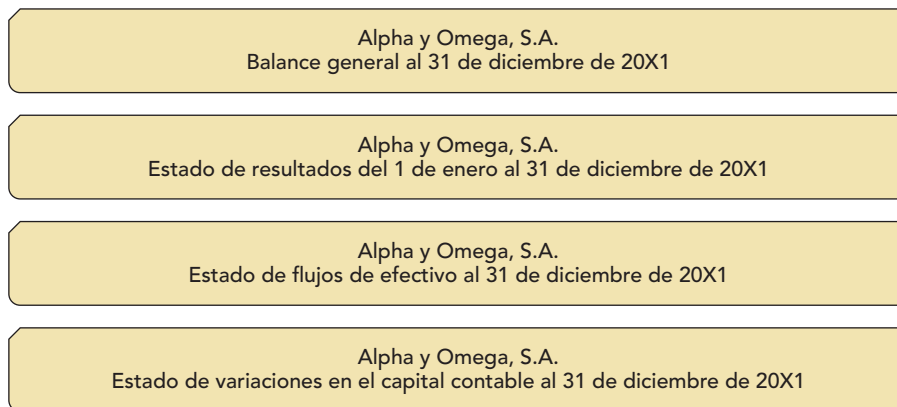 Alpha y Omega, S.A.
Balance general al 31 de diciembre de 20X1
Alpha y Omega, S.A.
Estado de resultados del 1 de enero al 31 de diciembre de 20X1
Alpha y Omega, S.A.
Estado de flujos de efectivo al 31 de diciembre de 20X1
Alpha y Omega, S.A.
Estado de variaciones en el capital contable al 31 de diciembre de 20X1